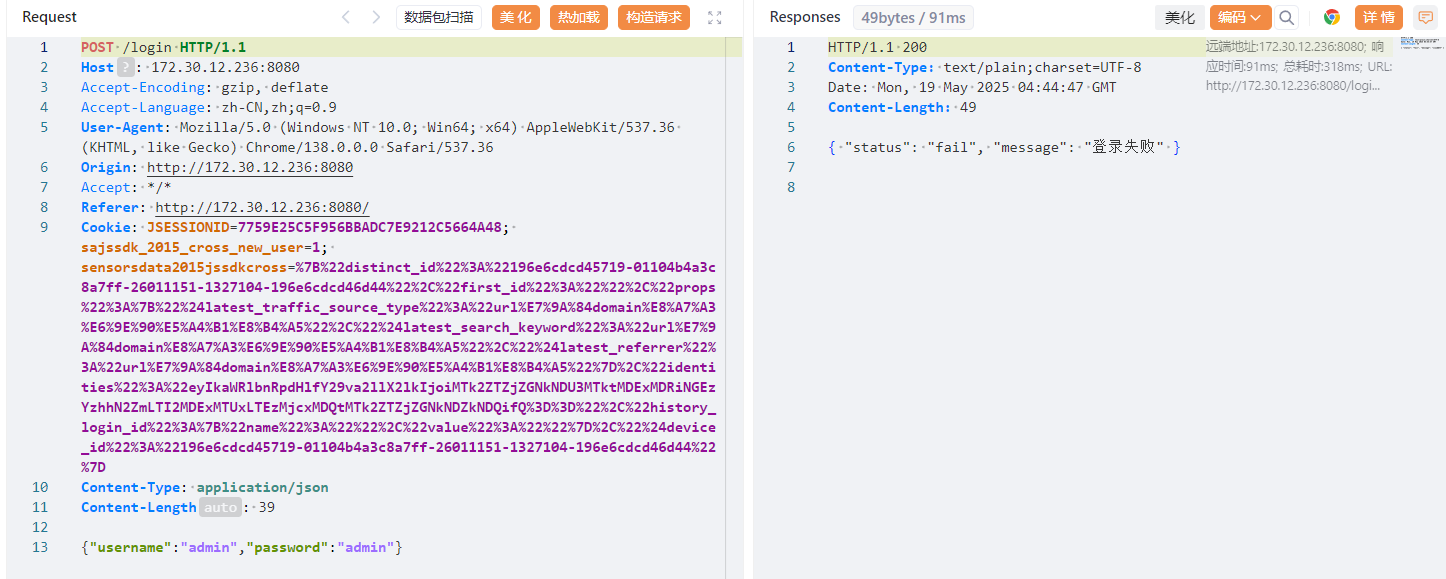 Request
数据包扫描
美化
热加载
构造请求
1 POST /login HTTP/1.1
2 Host ? : 172.30.12.236:8080
3 Accept-Encoding: gzip, deflate
4 Accept-Language: zh-CN,zh;q=0.9
5 User-Agent: Mozilla/5.0 (Windows NT 10.0; Win64; x64) AppleWebKit/537.36
(KHTML, like Gecko) Chrome/138.0.0.0 Safari/537.36
6 Origin: http://172.30.12.236:8080
7 Accept: */*
8 Referer: http://172.30.12.236:8080/
9 Cookie: JSESSIONID=7759E25C5F956BBADC7E9212C5664A48;
sajssdk_2015_cross_new_user=1;
sensorsdata2015jssdkcross=%7B%22distinct_id%22%3A%22196e6cdcd45719-01104b4a3c
8a7ff-26011151-1327104-196e6cdcd46d44%22%2C%22first_id%22%3A%22%22%2C%22props
%22%3A%7B%22%24latest_traffic_source_type%22%3A%22url%E7%9A%84domain%E8%A7%A3
%E6%9E%90%E5%A4%B1%E8%B4%A5%22%2C%22%24latest_search_keyword%22%3A%22url%E7%9
A%84domain%E8%A7%A3%E6%9E%90%E5%A4%B1%E8%B4%A5%22%2C%22%24latest_referrer%22%
3A%22url%E7%9A%84domain%E8%A7%A3%E6%9E%90%E5%A4%B1%E8%B4%A5%22%7D%2C%22identi
ties%22%3A%22eyIkaWRlbnRpdHlfY29va2llX2lkIjoiMTk2ZTZjZGNkNDU3MTktMDExMDRiNGEz
YzhhN2ZmLTI2MDExMTUxLTEzMjcxMDQtMTk2ZTZjZGNkNDZkNDQifQ%3D%3D%22%2C%22history_
login_id%22%3A%7B%22name%22%3A%22%22%2C%22value%22%3A%22%22%7D%2C%22%24device
_id%22%3A%22196e6cdcd45719-01104b4a3c8a7ff-26011151-1327104-196e6cdcd46d44%22
%7D
10 Content-Type: application/json
11 Content-Length auto : 39
12
13 {"username":"admin","password":"admin"}
Responses
49bytes / 91ms
美化
编码
详情
1 HTTP/1.1 200
2 Content-Type: text/plain;charset=UTF-8
3 Date: Mon, 19 May 2025 04:44:47 GMT
4 Content-Length: 49
5
6 { "status": "fail", "message": "登录失败" }
7
8
远端地址:172.30.12.236:8080; 响
应时间:91ms; 总耗时:318ms; URL:
http://172.30.12.236:8080/logi...